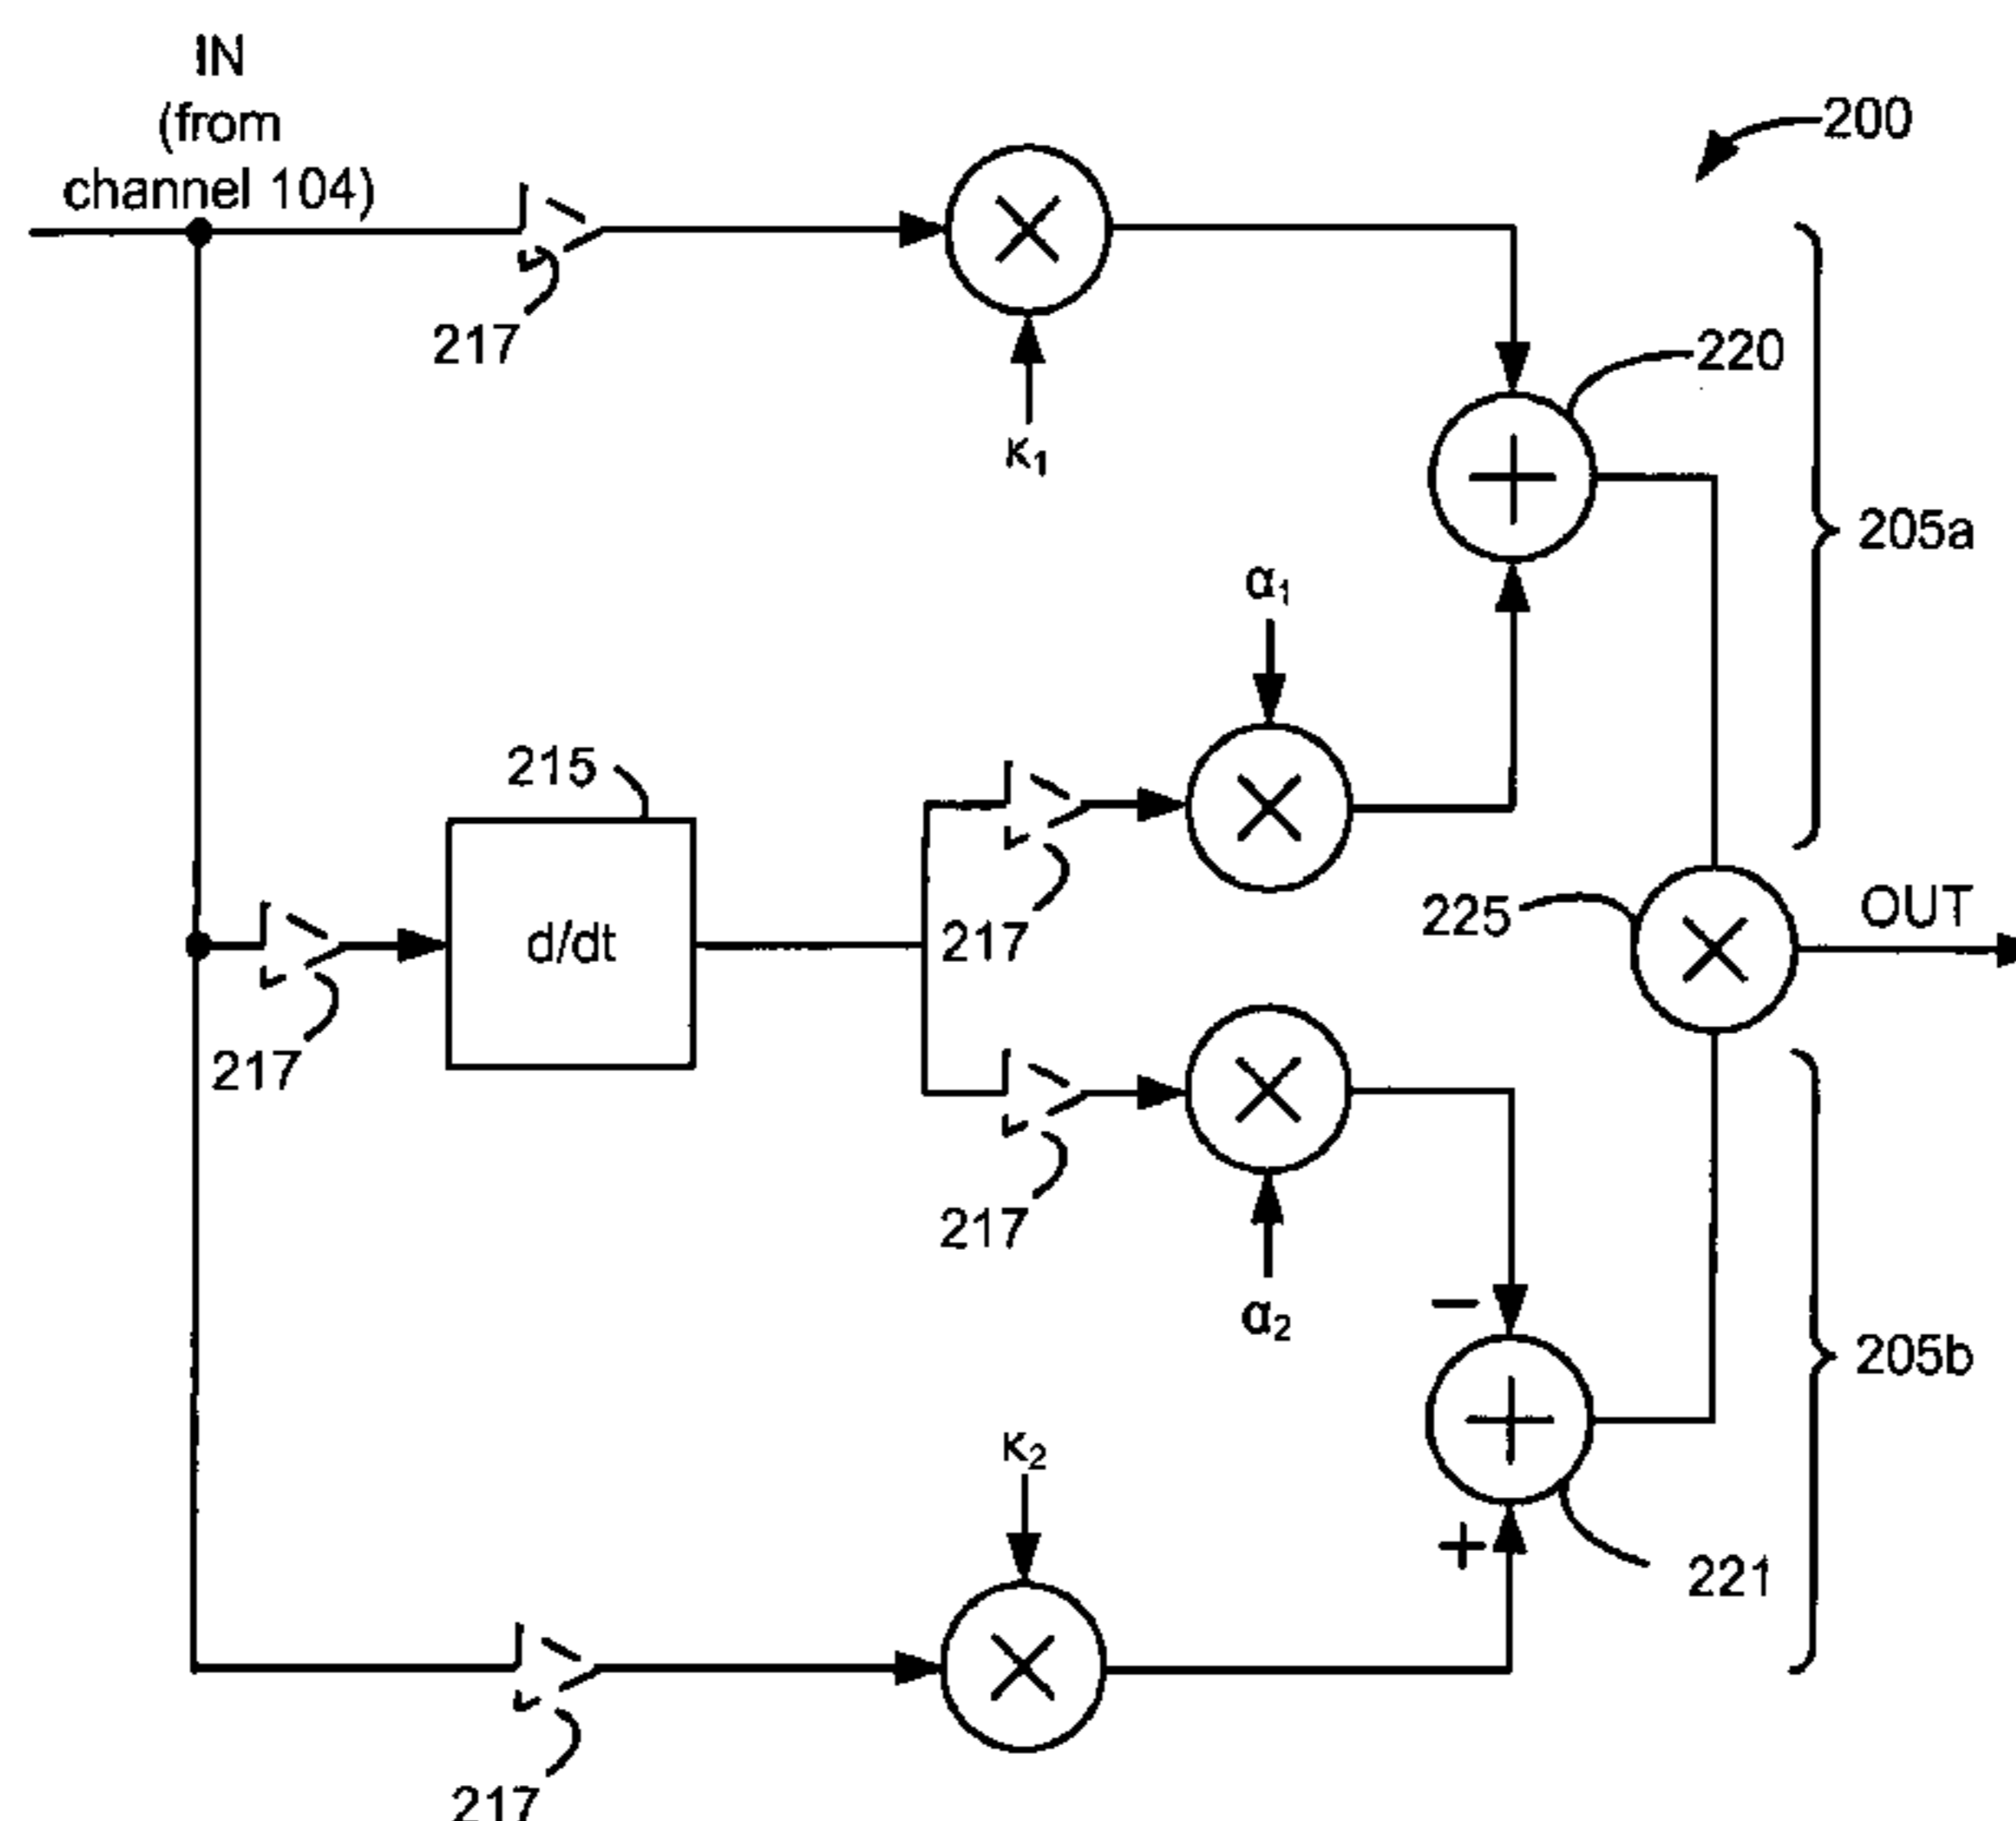 IN
(from
channel 104)
200
217
κ₁
220
205a
α₁
215
217
d/dt
225
OUT
217
217
α₂
205b
κ₂
221
217